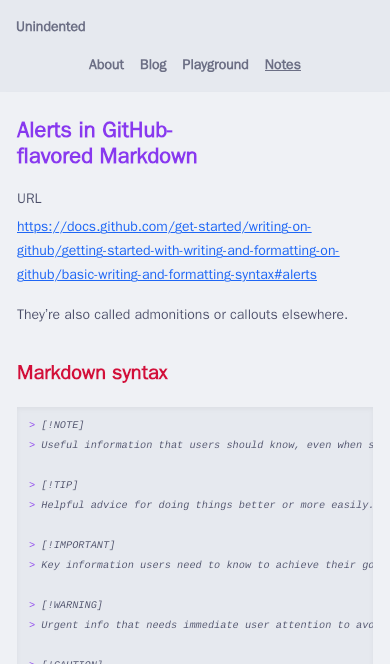 Unindented
About Blog Playground Notes
Alerts in GitHub-
flavored Markdown
URL
https://docs.github.com/get-started/writing-on-
github/getting-started-with-writing-and-formatting-on-
github/basic-writing-and-formatting-syntax#alerts
They're also called admonitions or callouts elsewhere.
Markdown syntax
> [!NOTE]
> Useful information that users should know, even when s
> [!TIP]
> Helpful advice for doing things better or more easily.
> [!IMPORTANT]
> Key information users need to know to achieve their go
> [!WARNING]
> Urgent info that needs immediate user attention to avo
> [!CAUTION]